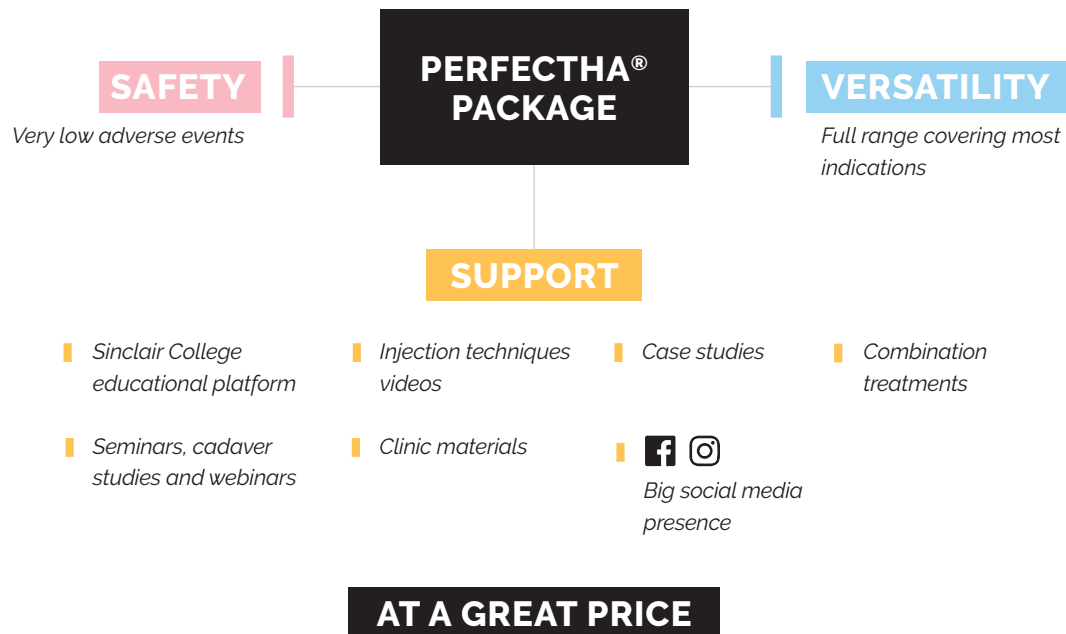 PERFECTHA®
PACKAGE
SAFETY
Very low adverse events
VERSATILITY
Full range covering most
indications
SUPPORT
Sinclair College
educational platform
Injection techniques
videos
Case studies
Combination
treatments
Seminars, cadaver
studies and webinars
Clinic materials
Big social media
presence
AT A GREAT PRICE